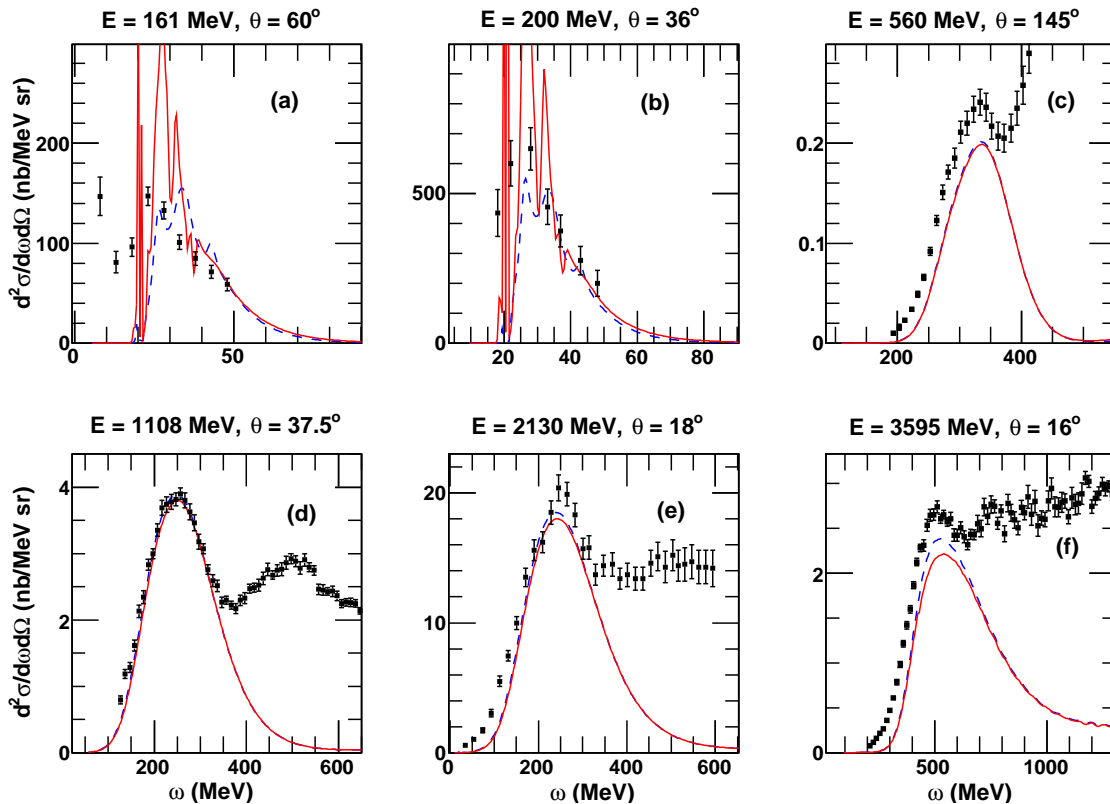 E = 161 MeV, θ = 60°
E = 200 MeV, θ = 36°
E = 560 MeV, θ = 145°
d²σ/dωdΩ (nb/MeV sr)
(a)
200
100
0
0
50
(b)
500
0
20
40
60
80
(c)
0.2
0.1
0
200
400
E = 1108 MeV, θ = 37.5°
E = 2130 MeV, θ = 18°
E = 3595 MeV, θ = 16°
d²σ/dωdΩ (nb/MeV sr)
(d)
4
2
0
200
400
600
ω (MeV)
(e)
20
10
0
0
200
400
600
ω (MeV)
(f)
2
0
500
1000
ω (MeV)